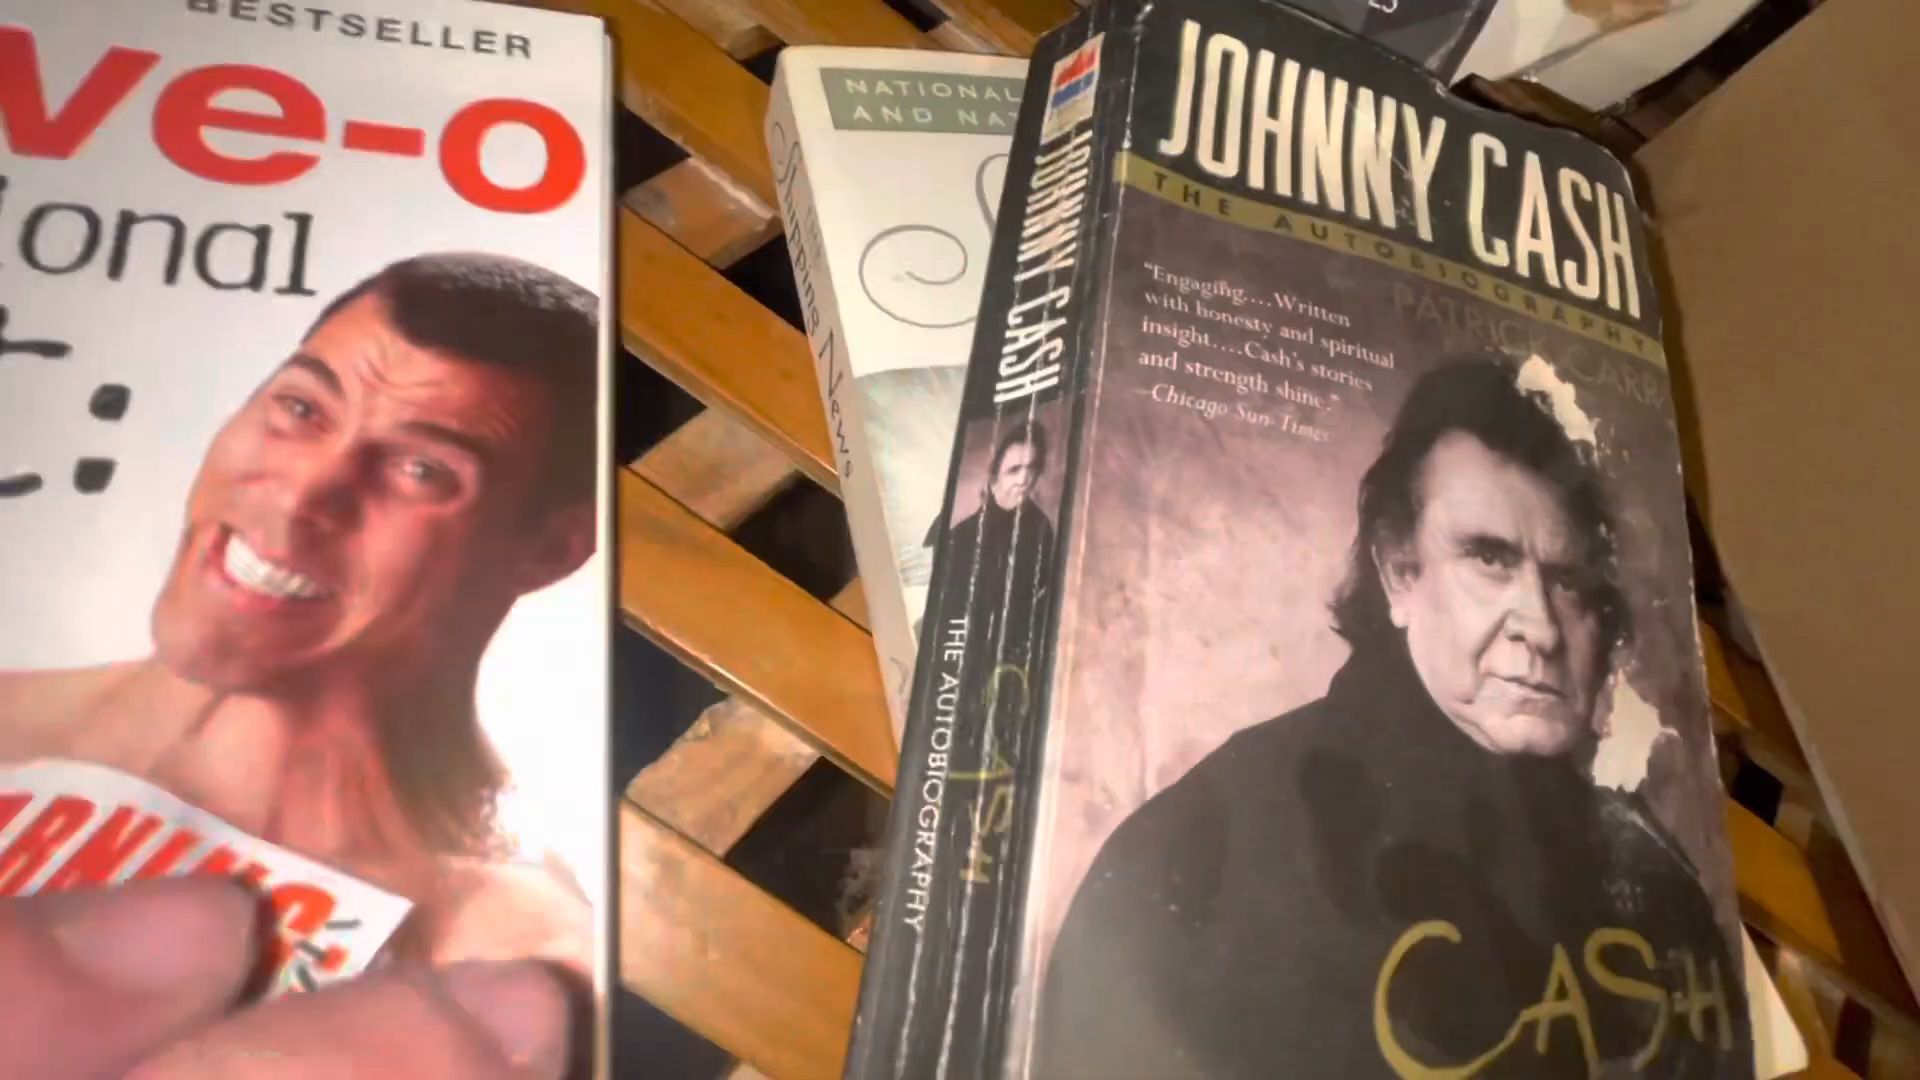 BESTSELLER
ve-o
ional
NATIONAL
AND NAT
Shipping News
JOHNNY CASH
THE AUTOBIOGRAPHY
CASH
JOHNNY CASH
THE AUTOBIOGRAPHY
PATRICK CARR
"Engaging....Written
with honesty and spiritual
insight....Cash's stories
and strength shine."
—Chicago Sun-Times
CASH